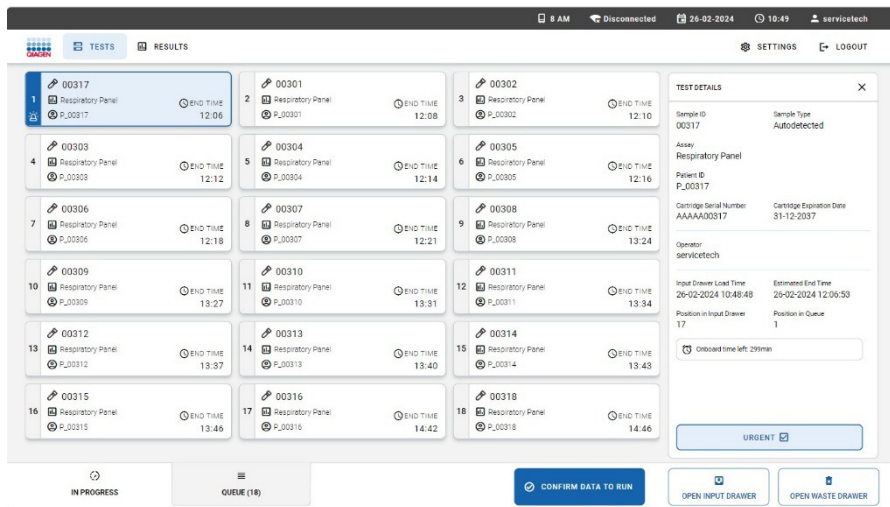 8 AM Disconnected 26-02-2024 10:49 servicetech
QIAGEN TESTS RESULTS SETTINGS LOGOUT
1 00317
Respiratory Panel END TIME
P_00317 12:06
2 00301
Respiratory Panel END TIME
P_00301 12:08
3 00302
Respiratory Panel END TIME
P_00302 12:10
4 00303
Respiratory Panel END TIME
P_00303 12:12
5 00304
Respiratory Panel END TIME
P_00304 12:14
6 00305
Respiratory Panel END TIME
P_00305 12:16
7 00306
Respiratory Panel END TIME
P_00306 12:18
8 00307
Respiratory Panel END TIME
P_00307 12:21
9 00308
Respiratory Panel END TIME
P_00308 13:24
10 00309
Respiratory Panel END TIME
P_00309 13:27
11 00310
Respiratory Panel END TIME
P_00310 13:31
12 00311
Respiratory Panel END TIME
P_00311 13:34
13 00312
Respiratory Panel END TIME
P_00312 13:37
14 00313
Respiratory Panel END TIME
P_00313 13:40
15 00314
Respiratory Panel END TIME
P_00314 13:43
16 00315
Respiratory Panel END TIME
P_00315 13:46
17 00316
Respiratory Panel END TIME
P_00316 14:42
18 00318
Respiratory Panel END TIME
P_00318 14:46
TEST DETAILS
Sample ID Sample Type
00317 Autodetected
Assay
Respiratory Panel
Patient ID
P_00317
Cartridge Serial Number Cartridge Expiration Date
AAAAA00317 31-12-2037
Operator
servicetech
Input Drawer Load Time Estimated End Time
26-02-2024 10:48:48 26-02-2024 12:06:53
Position in Input Drawer Position in Queue
17 1
Onboard time left: 299min
URGENT
IN PROGRESS QUEUE (18) CONFIRM DATA TO RUN OPEN INPUT DRAWER OPEN WASTE DRAWER